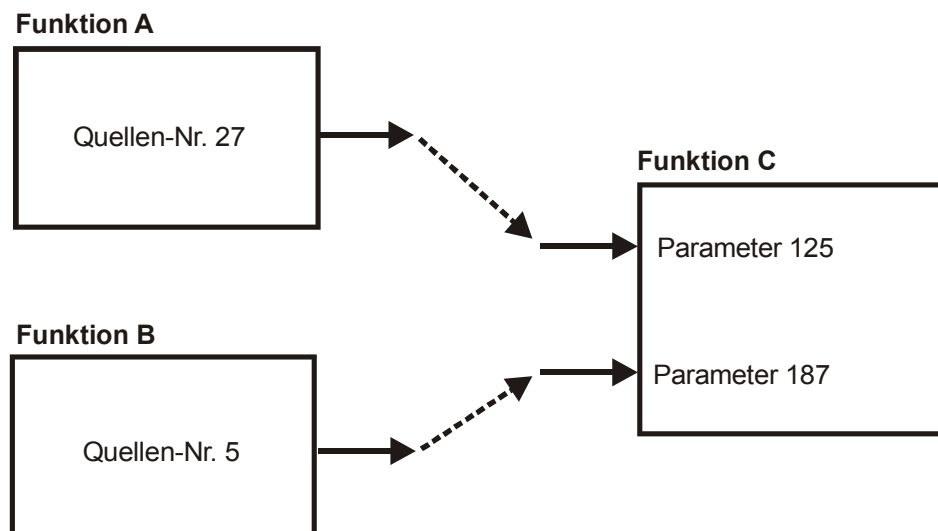 Funktion A
Quellen-Nr. 27
Funktion C
Parameter 125
Funktion B
Parameter 187
Quellen-Nr. 5